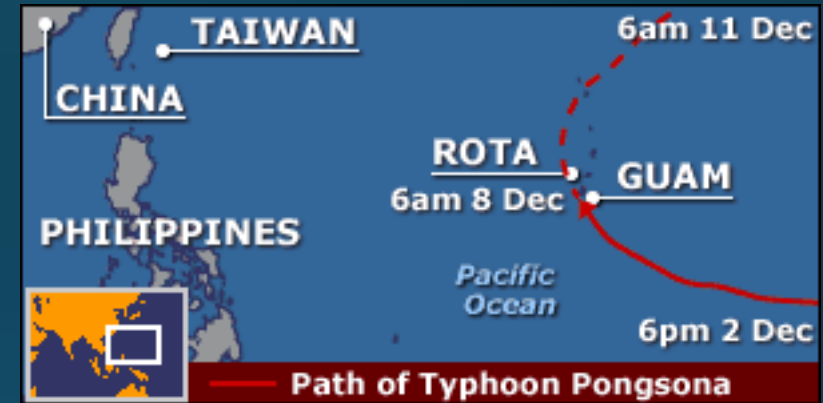 TAIWAN
6am 11 Dec
CHINA
ROTA
GUAM
6am 8 Dec
PHILIPPINES
Pacific
Ocean
6pm 2 Dec
Path of Typhoon Pongsona